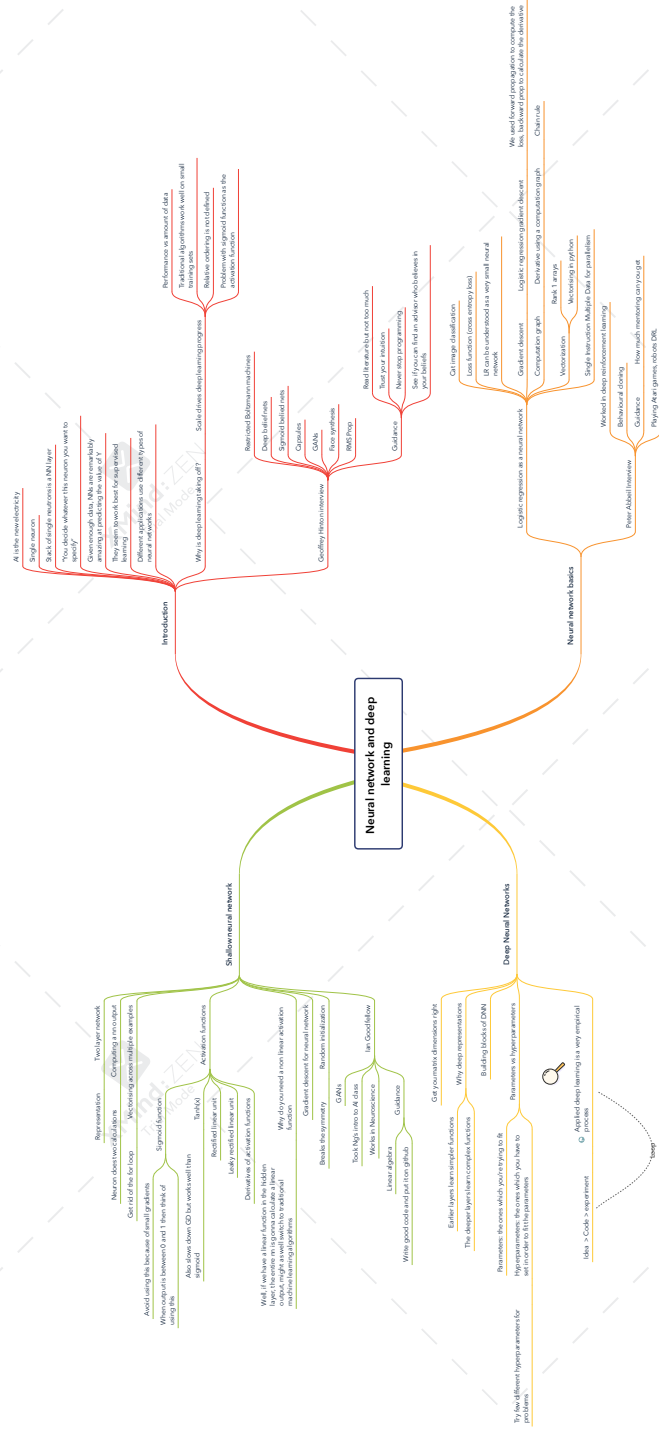 Neural network and deep
learning
Introduction
AI is the new electricity
Single neuron
Stack of single neutrons is a NN layer
"You decide whatever this neuron you want to
specify"
Given enough data, NNs are remarkably
amazing at predicting the value of Y
They seem to work best for supervised
learning
Different applications use different types of
neural networks
Why is deep learning taking off?
Scale drives deep learning progress
Performance vs amount of data
Traditional algorithms work well on small
training sets
Relative ordering is not defined
Problem with sigmoid function as the
activation function
Geoffrey Hinton interview
Restricted Boltzmann machines
Deep belief nets
Sigmoid belied nets
Capsules
GANs
Face synthesis
RMS Prop
Guidance
Read literature but not too much
Trust your intuition
Never stop programming
See if you can find an advisor who believes in
your beliefs
Neural network basics
Logistic regression as a neural network
Cat image classification
Loss function (cross entropy loss)
LR can be understood as a very small neural
network
Gradient descent
Logistic regression gradient descent
We used forward propagation to compute the
loss, backward prop to calculate the derivative
Computation graph
Derivative using a computation graph
Chain rule
Vectorization
Rank 1 arrays
Vectorising in python
Single Instruction Multiple Data for parallelism
Peter Abbeil Interview
Worked in deep reinforcement learning
Behavioural cloning
Guidance
How much mentoring can you get
Playing Atari games, robots DRL
Shallow neural network
Two layer network
Representation
Computing a nn output
Neuron does two calculations
Vectorising across multiple examples
Get rid of the for loop
Activation functions
Sigmoid function
Avoid using this because of small gradients
When output is between 0 and 1 then think of
using this
Tanh(x)
Also slows down GD but works well than
sigmoid
Rectified linear unit
Leaky rectified linear unit
Derivatives of activation functions
Why do you need a non linear activation
function
Well, if we have a linear function in the hidden
layer, the entire nn is gonna calculate a linear
output, might as well switch to traditional
machine learning algorithms
Gradient descent for neural network
Random initialization
Breaks the symmetry
Ian Goodfellow
GANs
Took Ng's intro to AI class
Works in Neuroscience
Guidance
Linear algebra
Write good code and put it on github
Deep Neural Networks
Get you matrix dimensions right
Why deep representations
Earlier layers learn simpler functions
The deeper layers learn complex functions
Building blocks of DNN
Parameters vs hyperparameters
Parameters: the ones which you're trying to fit
Hyperparameters: the ones which you have to
set in order to fit the parameters
Try few different hyperparameters for
problems
Applied deep learning is a very empirical
process
Idea > Code > experiment
Loop